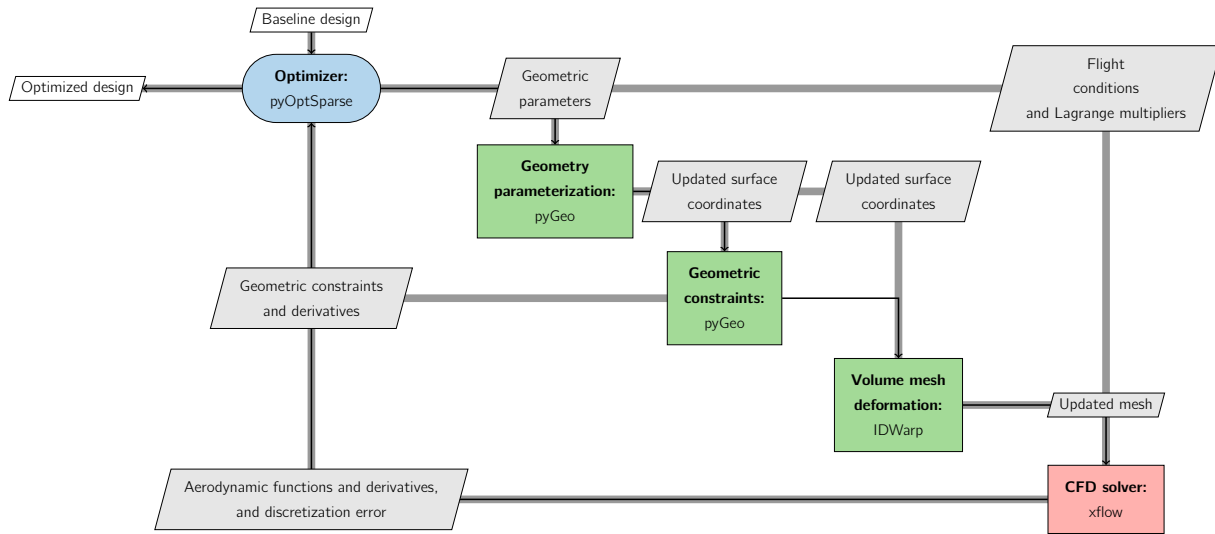 Baseline design
Optimized design
Optimizer:
pyOptSparse
Geometric
parameters
Flight
conditions
and Lagrange multipliers
Geometry
parameterization:
pyGeo
Updated surface
coordinates
Updated surface
coordinates
Geometric constraints
and derivatives
Geometric
constraints:
pyGeo
Volume mesh
deformation:
IDWarp
Updated mesh
Aerodynamic functions and derivatives,
and discretization error
CFD solver:
xflow